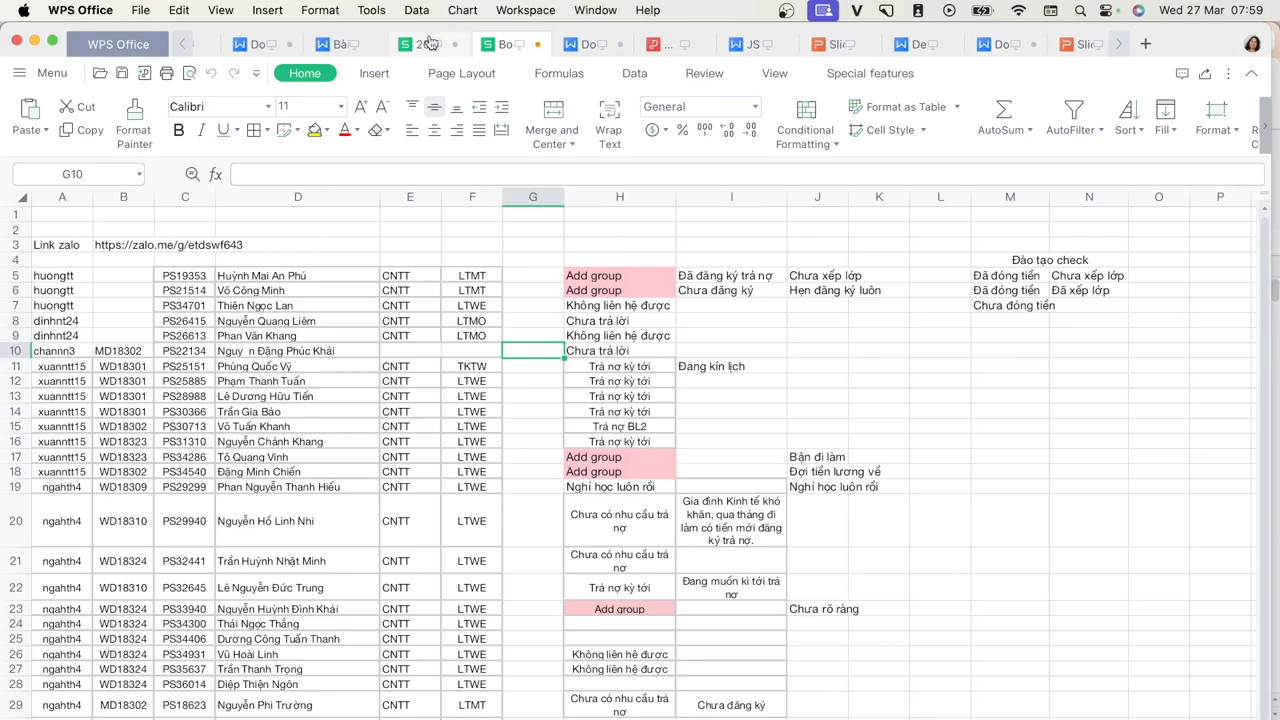 WPS Office File Edit View Insert Format Tools Data Chart Workspace Window Help Wed 27 Mar 07:59
WPS Office Do Bà 20 Bo Do ... JS Slic De Do Slic
Menu Home Insert Page Layout Formulas Data Review View Special features
Paste Cut Copy Format Painter Calibri 11 Merge and Center Wrap Text General Conditional Formatting Format as Table Cell Style AutoSum AutoFilter Sort Fill Format
G10 fx
A B C D E F G H I J K L M N O P
1
2
3 Link zalo https://zalo.me/g/etdswf643
4 Đào tạo check
5 huongtt PS19353 Huỳnh Mai An Phú CNTT LTMT Add group Đã đăng ký trả nợ Chưa xếp lớp Đã đóng tiền Chưa xếp lớp
6 huongtt PS21514 Võ Công Minh CNTT LTMT Add group Chưa đăng ký Hẹn đăng ký luôn Đã đóng tiền Đã xếp lớp
7 huongtt PS34701 Thiên Ngọc Lan CNTT LTWE Không liên hệ được Chưa đóng tiền
8 dinhnt24 PS26415 Nguyễn Quang Liêm CNTT LTMO Chưa trả lời
9 dinhnt24 PS26613 Phan Văn Khang CNTT LTMO Không liên hệ được
10 channn3 MD18302 PS22134 Nguy n Đặng Phúc Khải Chưa trả lời
11 xuanntt15 WD18301 PS25151 Phùng Quốc Vỹ CNTT TKTW Trả nợ kỳ tới Đang kín lịch
12 xuanntt15 WD18301 PS25885 Phạm Thanh Tuấn CNTT LTWE Trả nợ kỳ tới
13 xuanntt15 WD18301 PS28988 Lê Dương Hữu Tiến CNTT LTWE Trả nợ kỳ tới
14 xuanntt15 WD18301 PS30366 Trần Gia Bảo CNTT LTWE Trả nợ kỳ tới
15 xuanntt15 WD18302 PS30713 Võ Tuấn Khanh CNTT LTWE Trả nợ BL2
16 xuanntt15 WD18323 PS31310 Nguyễn Chánh Khang CNTT LTWE Trả nợ kỳ tới
17 xuanntt15 WD18323 PS34286 Tô Quang Vinh CNTT LTWE Add group Bận đi làm
18 xuanntt15 WD18302 PS34540 Đặng Minh Chiến CNTT LTWE Add group Đợi tiền lương về
19 ngahth4 WD18309 PS29299 Phan Nguyễn Thanh Hiếu CNTT LTWE Nghỉ học luôn rồi Nghỉ học luôn rồi
20 ngahth4 WD18310 PS29940 Nguyễn Hồ Linh Nhi CNTT LTWE Chưa có nhu cầu trả nợ Gia đình Kinh tế khó khăn, qua tháng đi làm có tiền mới đăng ký trả nợ.
21 ngahth4 WD18324 PS32441 Trần Huỳnh Nhật Minh CNTT LTWE Chưa có nhu cầu trả nợ
22 ngahth4 WD18310 PS32645 Lê Nguyễn Đức Trung CNTT LTWE Trả nợ kỳ tới Đang muốn kì tới trả nợ
23 ngahth4 WD18324 PS33940 Nguyễn Huỳnh Đình Khải CNTT LTWE Add group Chưa rõ ràng
24 ngahth4 WD18324 PS34300 Thái Ngọc Thắng CNTT LTWE
25 ngahth4 WD18324 PS34406 Dương Công Tuấn Thanh CNTT LTWE
26 ngahth4 WD18324 PS34931 Vũ Hoài Linh CNTT LTWE Không liên hệ được
27 ngahth4 WD18324 PS35637 Trần Thanh Trọng CNTT LTWE Không liên hệ được
28 ngahth4 WD18324 PS36014 Diệp Thiện Ngôn CNTT LTWE
29 ngahth4 MD18302 PS18623 Nguyễn Phi Trường CNTT LTMT Chưa có nhu cầu trả nợ Chưa đăng ký